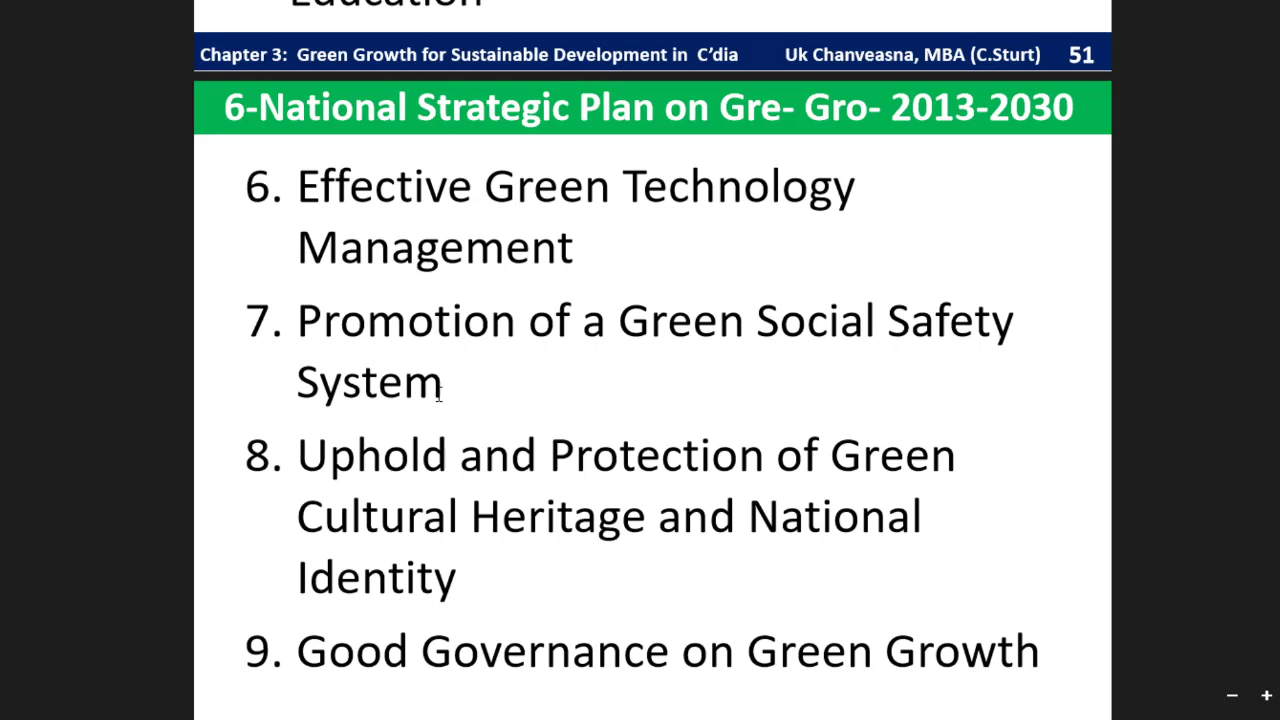 Education
Chapter 3: Green Growth for Sustainable Development in C'dia Uk Chanveasna, MBA (C.Sturt) 51
6-National Strategic Plan on Gre- Gro- 2013-2030
6. Effective Green Technology
Management
7. Promotion of a Green Social Safety
System
8. Uphold and Protection of Green
Cultural Heritage and National
Identity
9. Good Governance on Green Growth